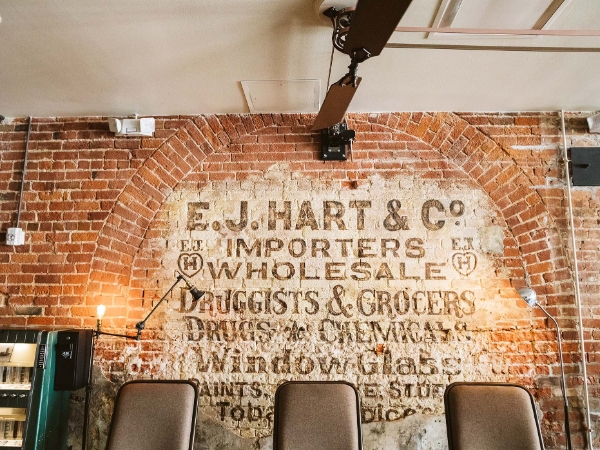 E.J. HART & Cº
E.J. IMPORTERS E.J.
H WHOLESALE H
DRUGGISTS & GROCERS
DRUGS CHEMICALS
Window Glass